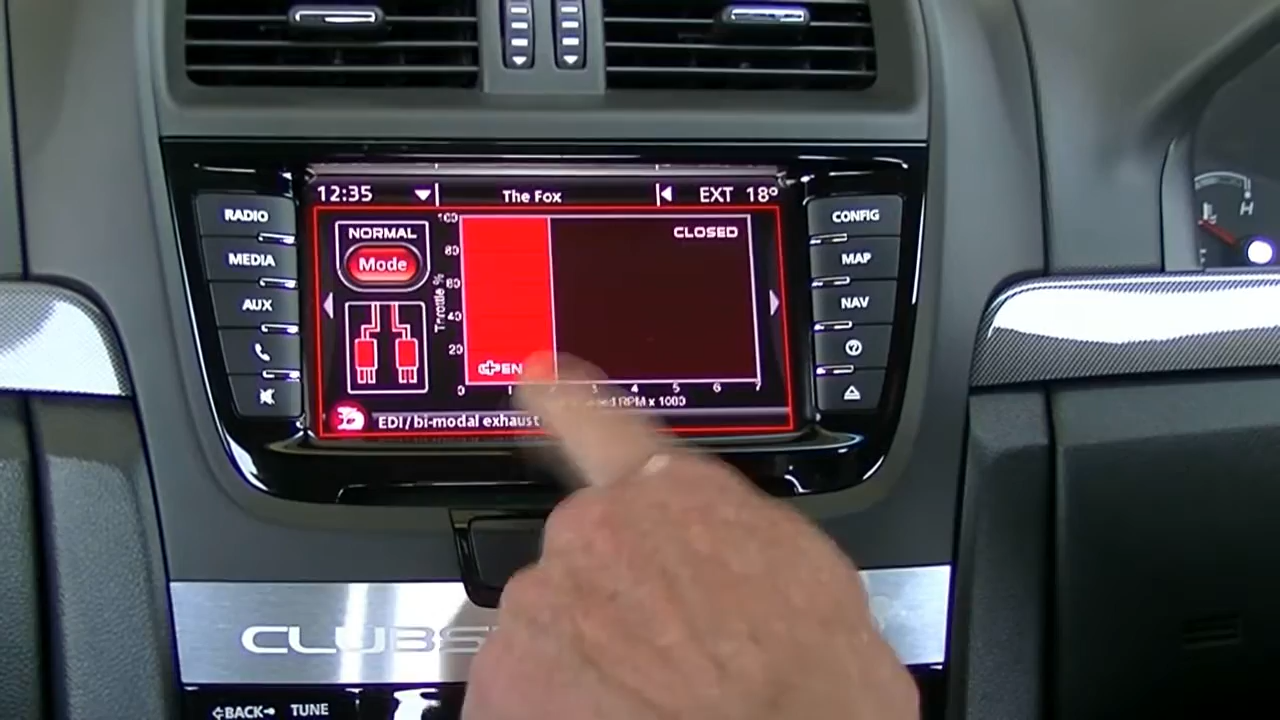 12:35 The Fox EXT 18°
RADIO
MEDIA
AUX
CONFIG
MAP
NAV
NORMAL
Mode
CLOSED
Throttle %
100
80
60
40
20
0 1 3 4 5 6 7
RPM x 1000
EDI / bi-modal exhaust
H
BACK TUNE